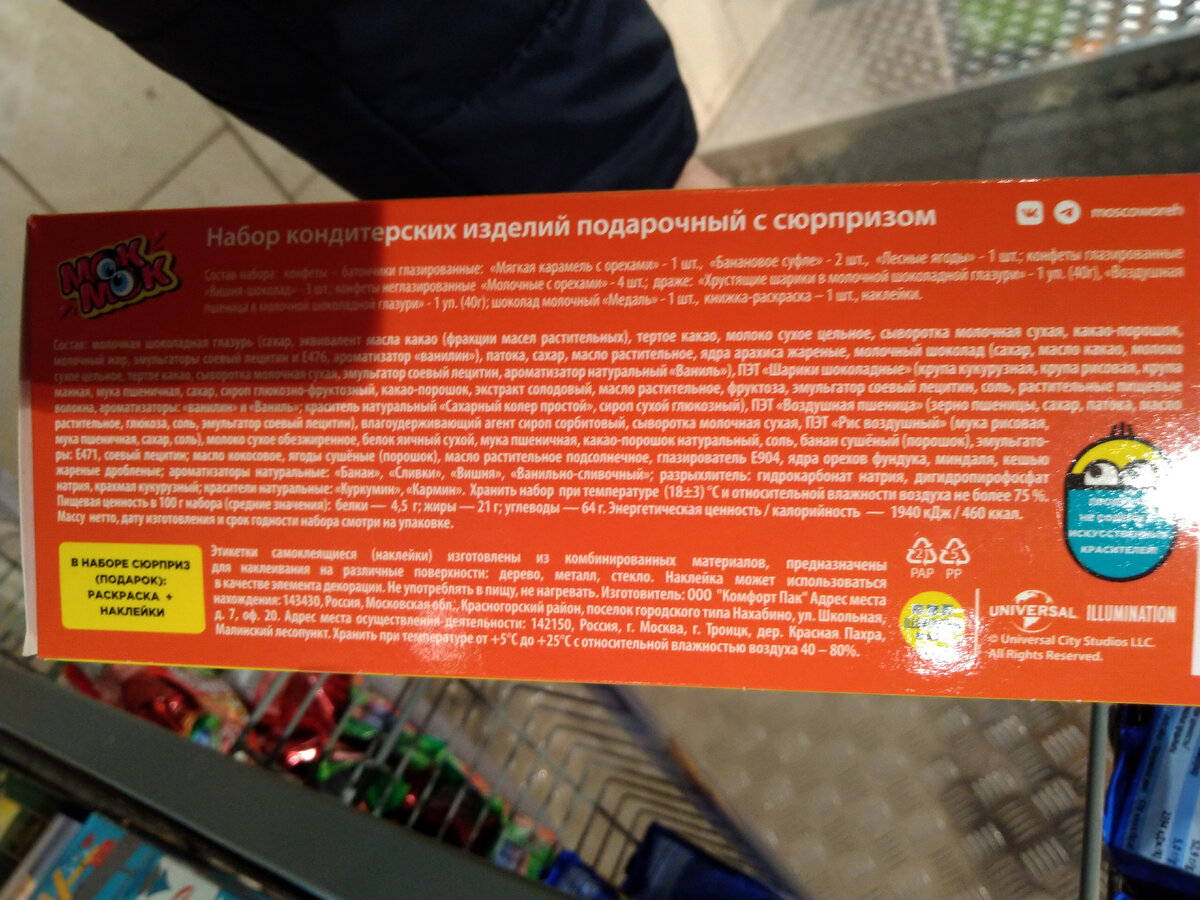 МОК МОК
Набор кондитерских изделий подарочный с сюрпризом
moscoworeh
Состав набора: конфеты – батончики глазированные: «Мягкая карамель с орехами» - 1 шт., «Банановое суфле» - 2 шт., «Лесные ягоды» - 1 шт.; конфеты глазированные
«Вишня-шоколад» - 3 шт.; конфеты неглазированные «Молочные с орехами» - 4 шт.; драже: «Хрустящие шарики в молочной шоколадной глазури» - 1 уп. (40г), «Воздушная
пшеница в молочной шоколадной глазури» - 1 уп. (40г); шоколад молочный «Медаль» - 1 шт., книжка-раскраска – 1 шт., наклейки.
Состав: молочная шоколадная глазурь (сахар, эквивалент масла какао (фракции масел растительных), тертое какао, молоко сухое цельное, сыворотка молочная сухая, какао-порошок,
молочный жир, эмульгаторы соевый лецитин и Е476, ароматизатор «ванилин»), патока, сахар, масло растительное, ядра арахиса жареные, молочный шоколад (сахар, масло какао, молоко
сухое цельное, тертое какао, сыворотка молочная сухая, эмульгатор соевый лецитин, ароматизатор натуральный «Ваниль»), ПЭТ «Шарики шоколадные» (крупа кукурузная, крупа рисовая, крупа
манная, мука пшеничная, сахар, сироп глюкозно-фруктозный, какао-порошок, экстракт солодовый, масло растительное, фруктоза, эмульгатор соевый лецитин, соль, растительные пищевые
волокна, ароматизаторы: «Ванилин» и «Ваниль»; краситель натуральный «Сахарный колер простой», сироп сухой глюкозный), ПЭТ «Воздушная пшеница» (зерно пшеницы, сахар, патока, масло
растительное, глюкоза, соль, эмульгатор соевый лецитин), влагоудерживающий агент сироп сорбитовый, сыворотка молочная сухая, ПЭТ «Рис воздушный» (мука рисовая,
мука пшеничная, сахар, соль), молоко сухое обезжиренное, белок яичный сухой, мука пшеничная, какао-порошок натуральный, соль, банан сушёный (порошок), эмульгато-
ры: Е471, соевый лецитин; масло кокосовое, ягоды сушёные (порошок), масло растительное подсолнечное, глазирователь Е904, ядра орехов фундука, миндаля, кешью
жареные дробленые; ароматизаторы натуральные: «Банан», «Сливки», «Вишня», «Ванильно-сливочный»; разрыхлитель: гидрокарбонат натрия, дигидропирофосфат
натрия, крахмал кукурузный; красители натуральные: «Куркумин», «Кармин». Хранить набор при температуре (18±3) °С и относительной влажности воздуха не более 75 %.
Пищевая ценность в 100 г набора (средние значения): белки — 4,5 г; жиры — 21 г; углеводы — 64 г. Энергетическая ценность / калорийность — 1940 кДж / 460 ккал.
Массу нетто, дату изготовления и срок годности набора смотри на упаковке.
НЕ СОДЕРЖИТ
ИСКУССТВЕННЫХ
КРАСИТЕЛЕЙ!
В НАБОРЕ СЮРПРИЗ
(ПОДАРОК):
РАСКРАСКА +
НАКЛЕЙКИ
Этикетки самоклеящиеся (наклейки) изготовлены из комбинированных материалов, предназначены
для наклеивания на различные поверхности: дерево, металл, стекло. Наклейка может использоваться
в качестве элемента декорации. Не употреблять в пищу, не нагревать. Изготовитель: ООО "Комфорт Пак" Адрес места
нахождения: 143430, Россия, Московская обл., Красногорский район, поселок городского типа Нахабино, ул. Школьная,
д. 7, оф. 20. Адрес места осуществления деятельности: 142150, Россия, г. Москва, г. Троицк, дер. Красная Пахра,
Малинский лесопункт. Хранить при температуре от +5°С до +25°С с относительной влажностью воздуха 40 – 80%.
21 5
PAP PP
UNIVERSAL ILLUMINATION
© Universal City Studios LLC.
All Rights Reserved.